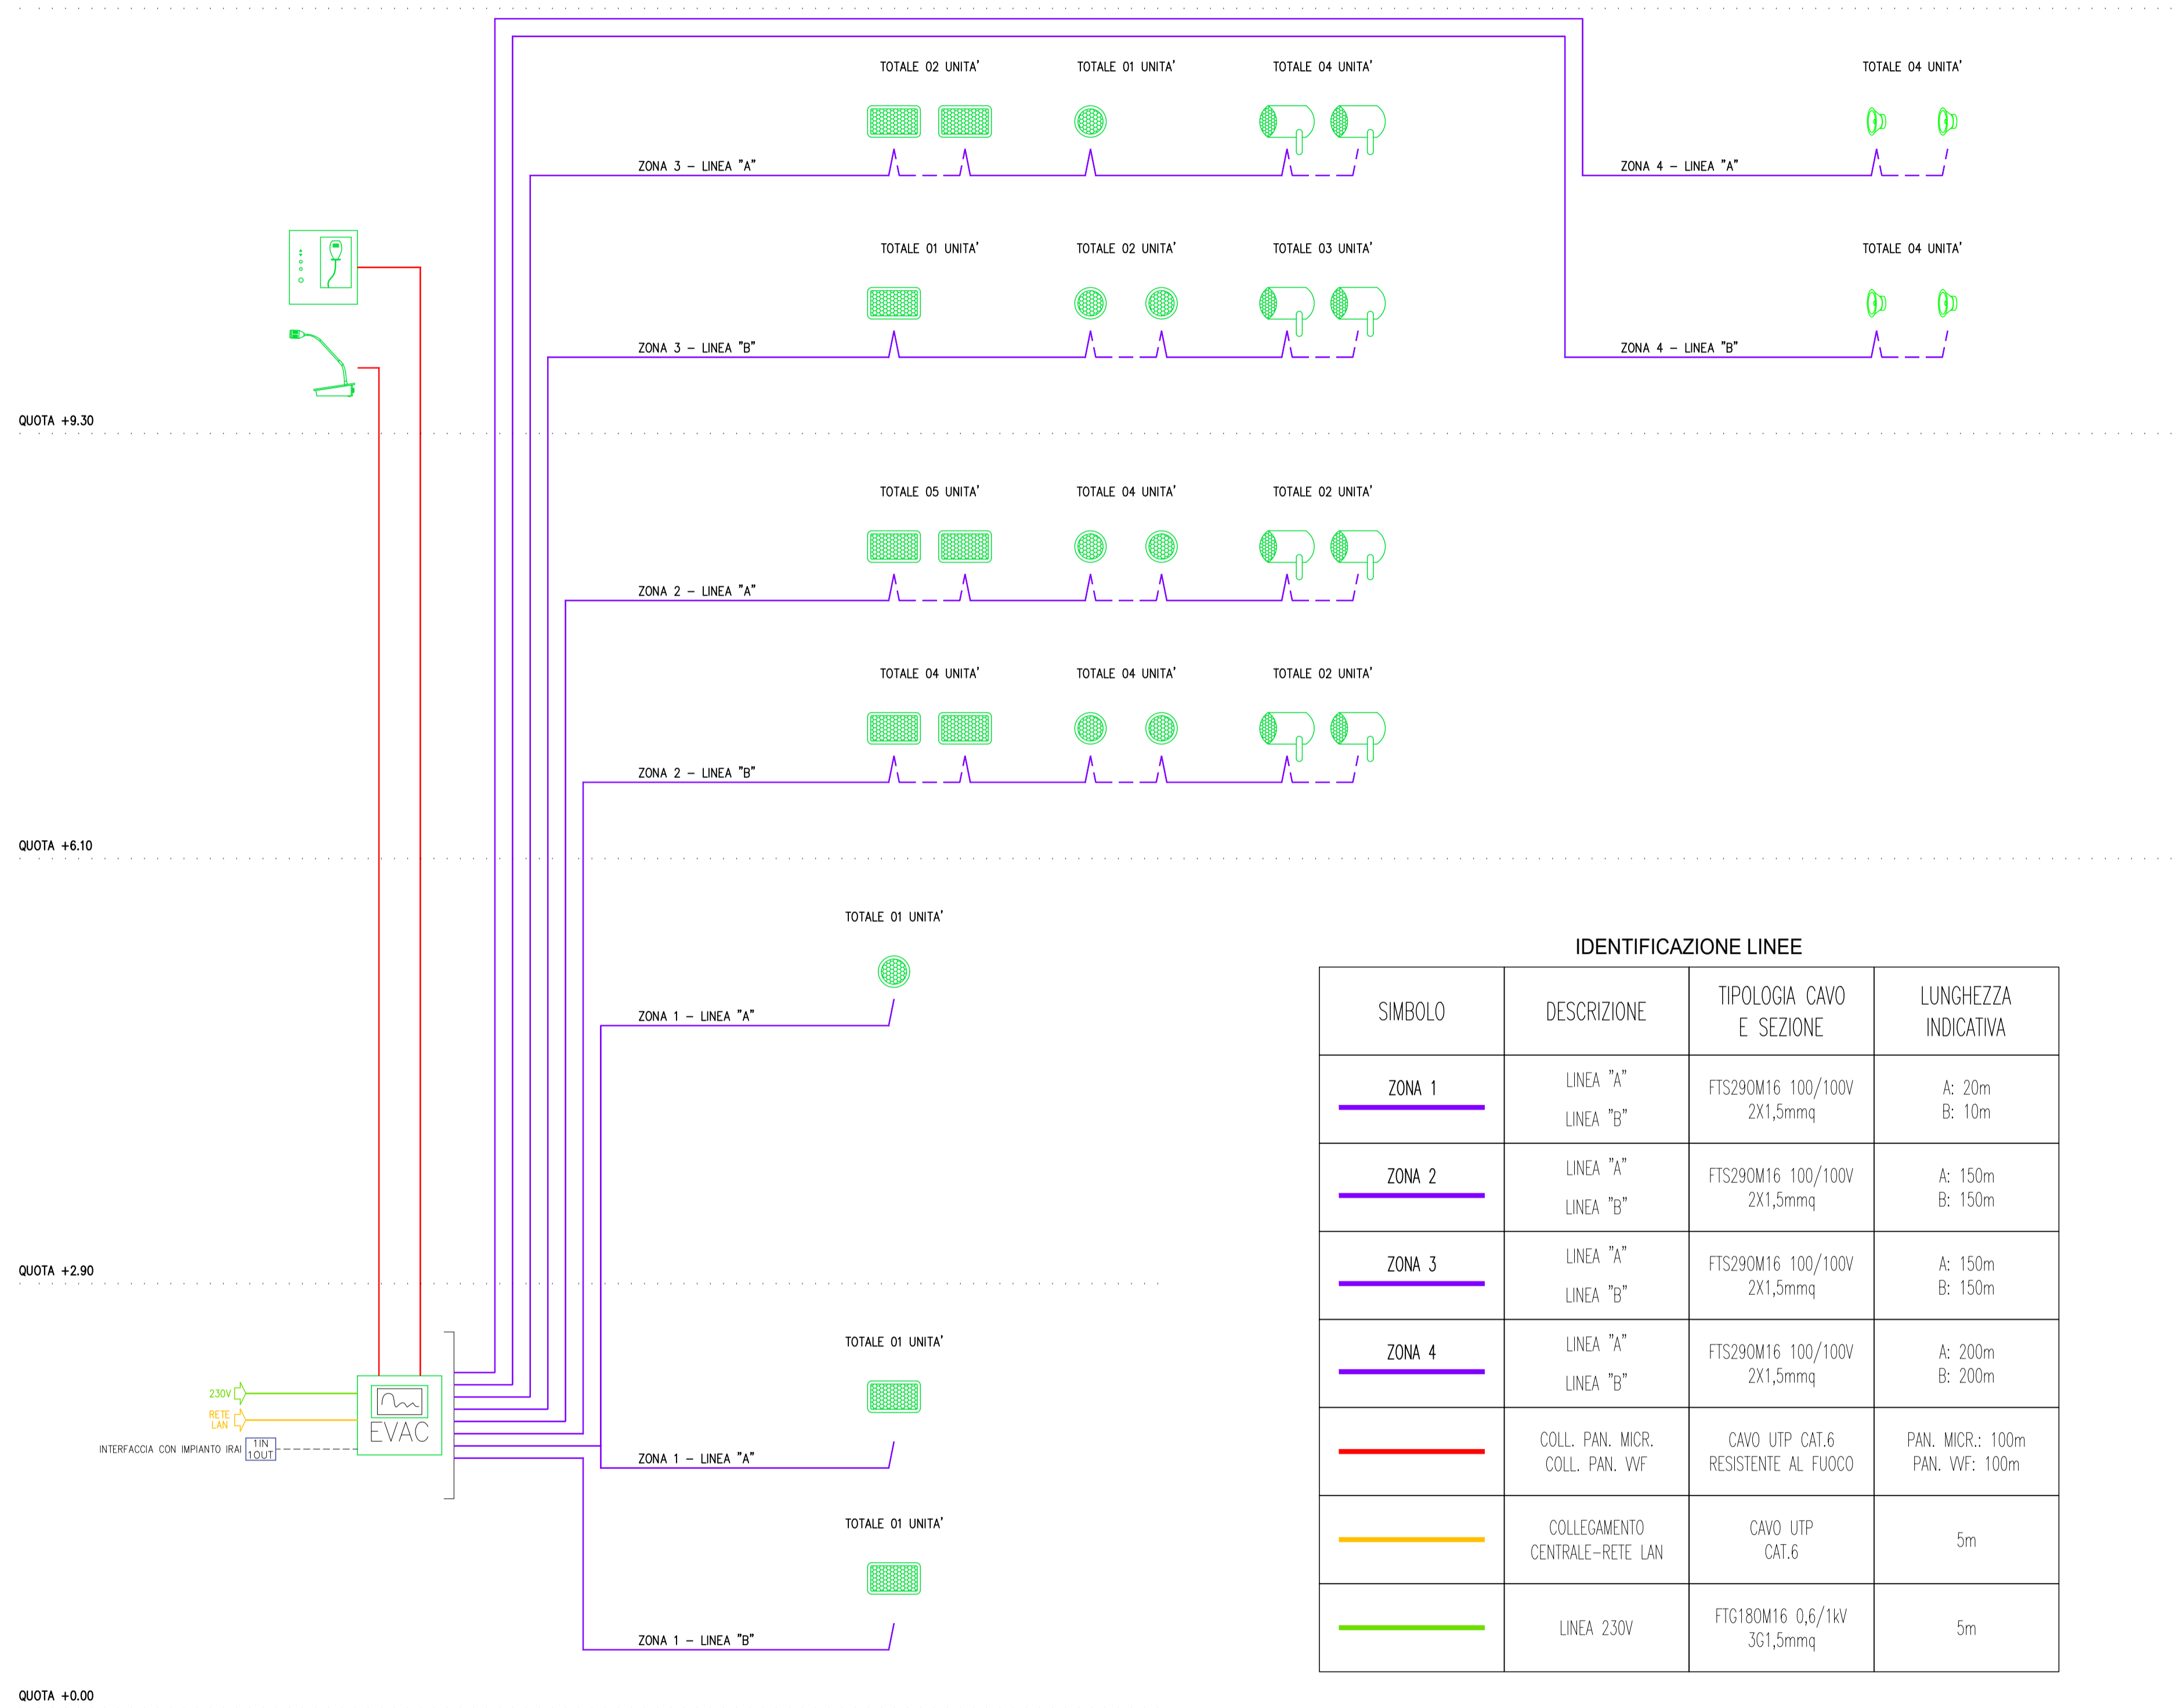 TOTALE 02 UNITA'
TOTALE 01 UNITA'
TOTALE 04 UNITA'
TOTALE 04 UNITA'
ZONA 3 – LINEA "A"
ZONA 4 – LINEA "A"
TOTALE 01 UNITA'
TOTALE 02 UNITA'
TOTALE 03 UNITA'
TOTALE 04 UNITA'
ZONA 3 – LINEA "B"
ZONA 4 – LINEA "B"
QUOTA +9.30
TOTALE 05 UNITA'
TOTALE 04 UNITA'
TOTALE 02 UNITA'
ZONA 2 – LINEA "A"
TOTALE 04 UNITA'
TOTALE 04 UNITA'
TOTALE 02 UNITA'
ZONA 2 – LINEA "B"
QUOTA +6.10
TOTALE 01 UNITA'
ZONA 1 – LINEA "A"
QUOTA +2.90
TOTALE 01 UNITA'
230V
RETE
LAN
INTERFACCIA CON IMPIANTO IRAI
1IN
1OUT
EVAC
ZONA 1 – LINEA "A"
TOTALE 01 UNITA'
ZONA 1 – LINEA "B"
QUOTA +0.00
IDENTIFICAZIONE LINEE
SIMBOLO
DESCRIZIONE
TIPOLOGIA CAVO
E SEZIONE
LUNGHEZZA
INDICATIVA
ZONA 1
LINEA "A"
LINEA "B"
FTS29OM16 100/100V
2X1,5mmq
A: 20m
B: 10m
ZONA 2
LINEA "A"
LINEA "B"
FTS29OM16 100/100V
2X1,5mmq
A: 150m
B: 150m
ZONA 3
LINEA "A"
LINEA "B"
FTS29OM16 100/100V
2X1,5mmq
A: 150m
B: 150m
ZONA 4
LINEA "A"
LINEA "B"
FTS29OM16 100/100V
2X1,5mmq
A: 200m
B: 200m
COLL. PAN. MICR.
COLL. PAN. VVF
CAVO UTP CAT.6
RESISTENTE AL FUOCO
PAN. MICR.: 100m
PAN. VVF: 100m
COLLEGAMENTO
CENTRALE–RETE LAN
CAVO UTP
CAT.6
5m
LINEA 230V
FTG18OM16 0,6/1kV
3G1,5mmq
5m